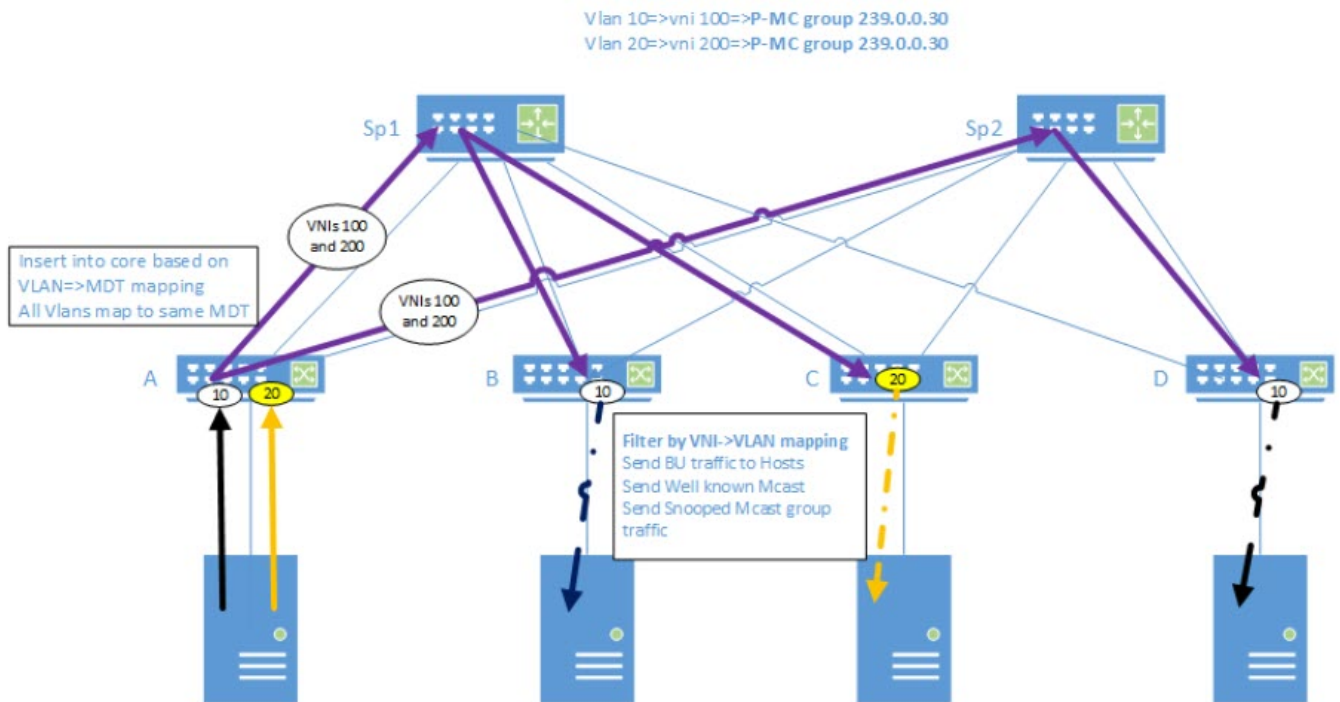 Vlan 10=>vni 100=>P-MC group 239.0.0.30
Vlan 20=>vni 200=>P-MC group 239.0.0.30
Sp1
Sp2
VNIs 100
and 200
Insert into core based on
VLAN=>MDT mapping
All Vlans map to same MDT
VNIs 100
and 200
A
10
20
B
10
C
20
D
10
Filter by VNI->VLAN mapping
Send BU traffic to Hosts
Send Well known Mcast
Send Snooped Mcast group
traffic